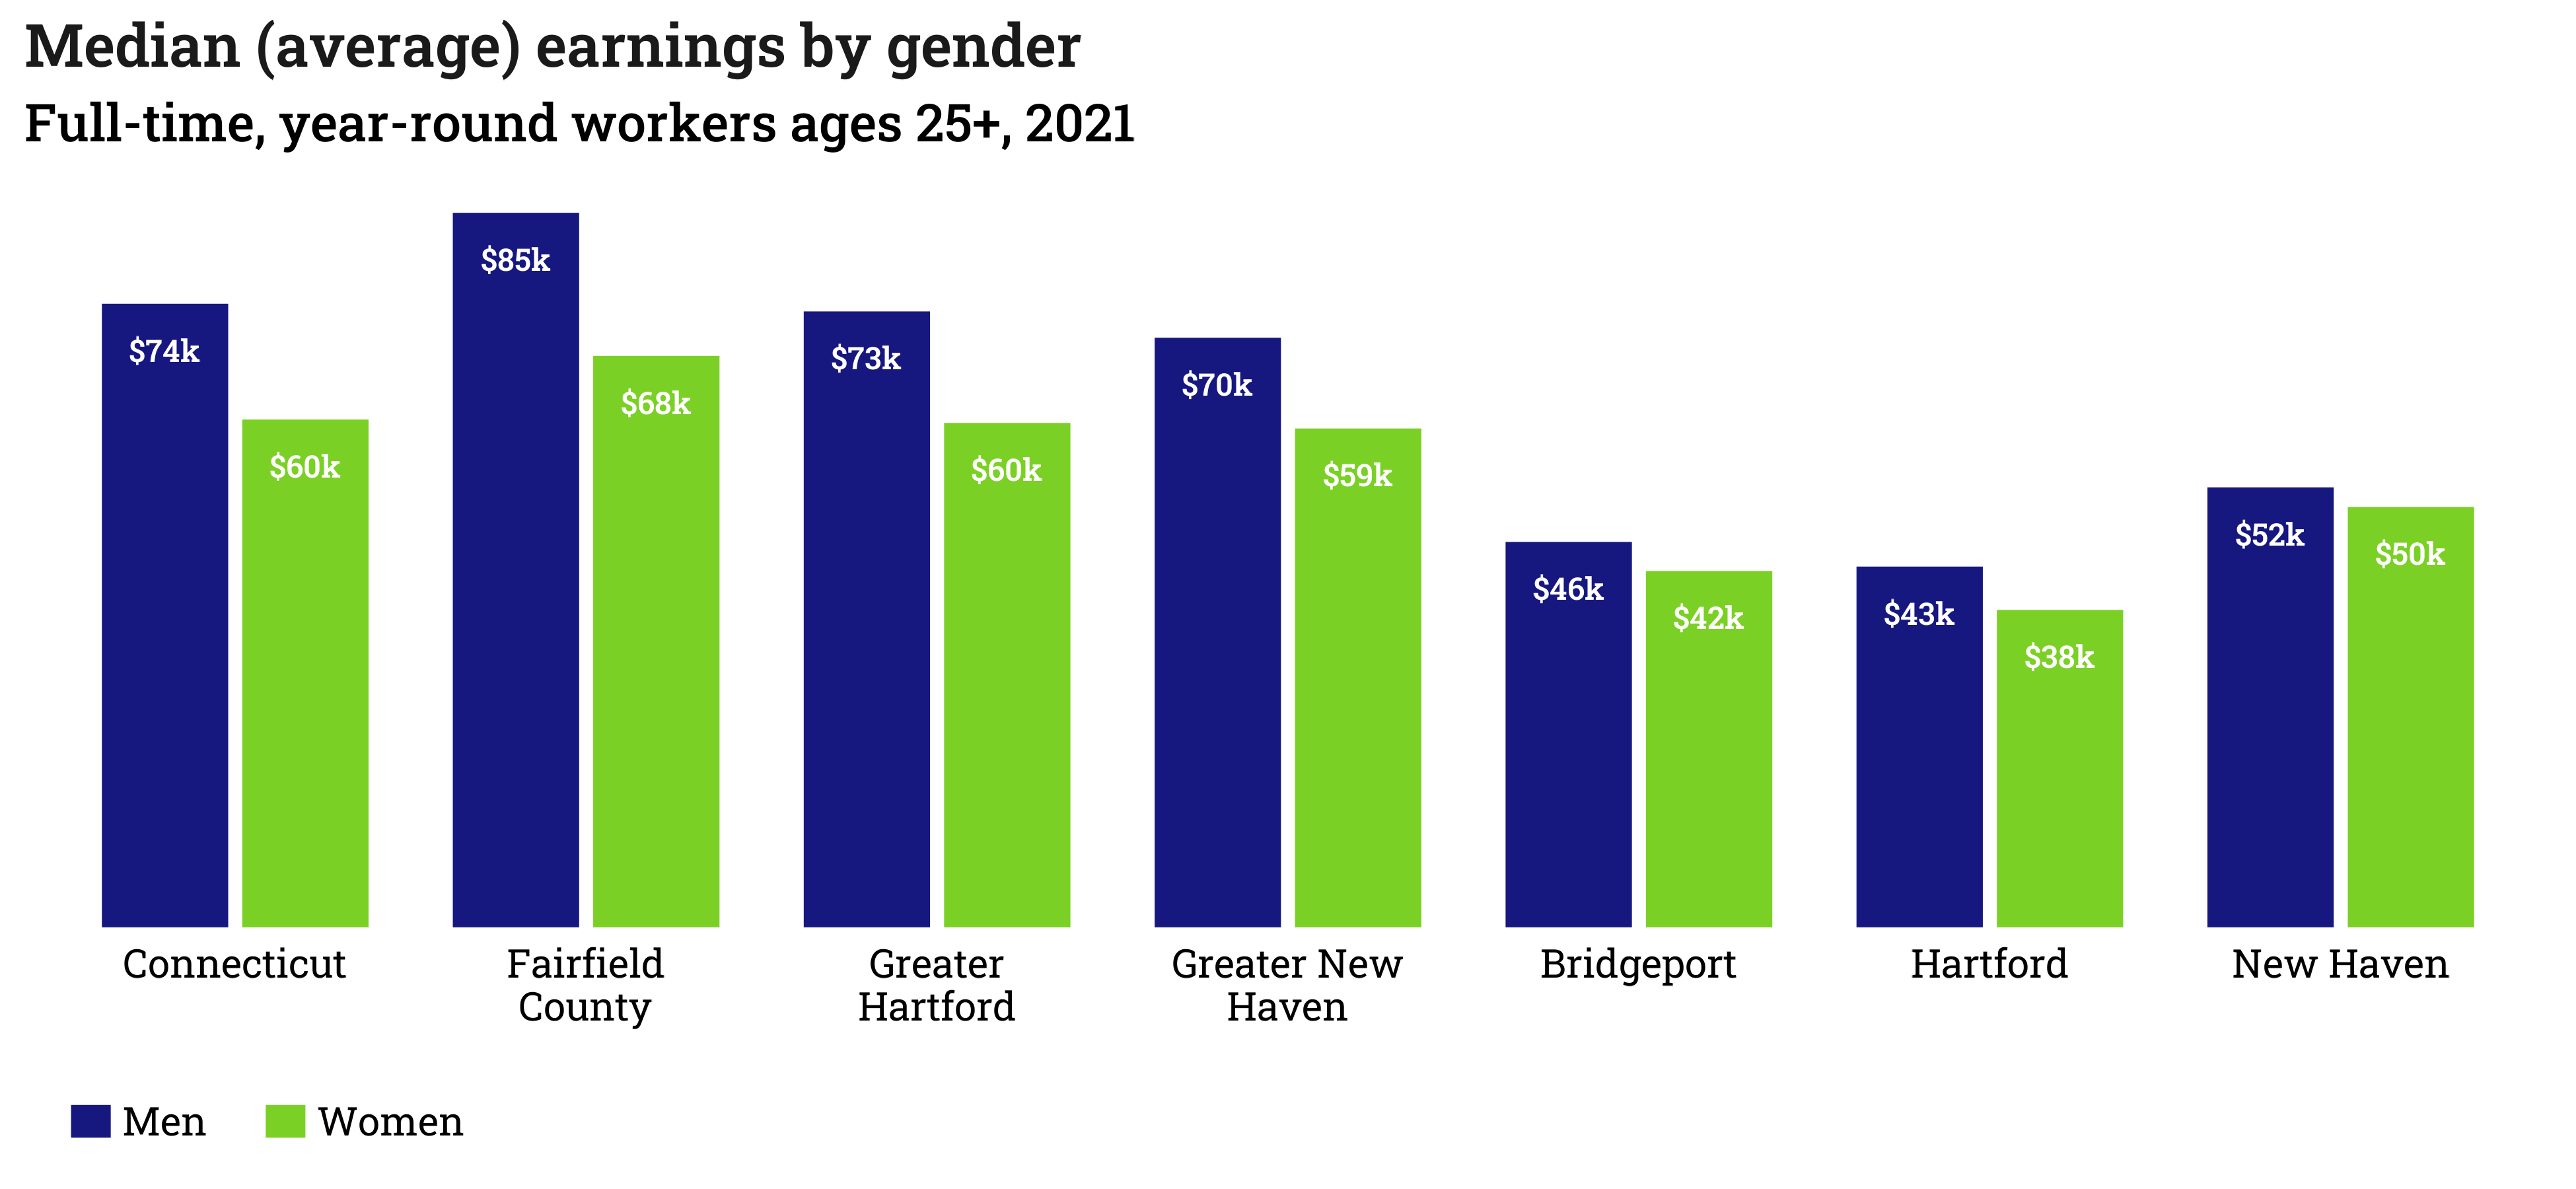 Median (average) earnings by gender
Full-time, year-round workers ages 25+, 2021
$74k
$60k
$85k
$68k
$73k
$60k
$70k
$59k
$46k
$42k
$43k
$38k
$52k
$50k
Connecticut
Fairfield
County
Greater
Hartford
Greater New
Haven
Bridgeport
Hartford
New Haven
Men
Women